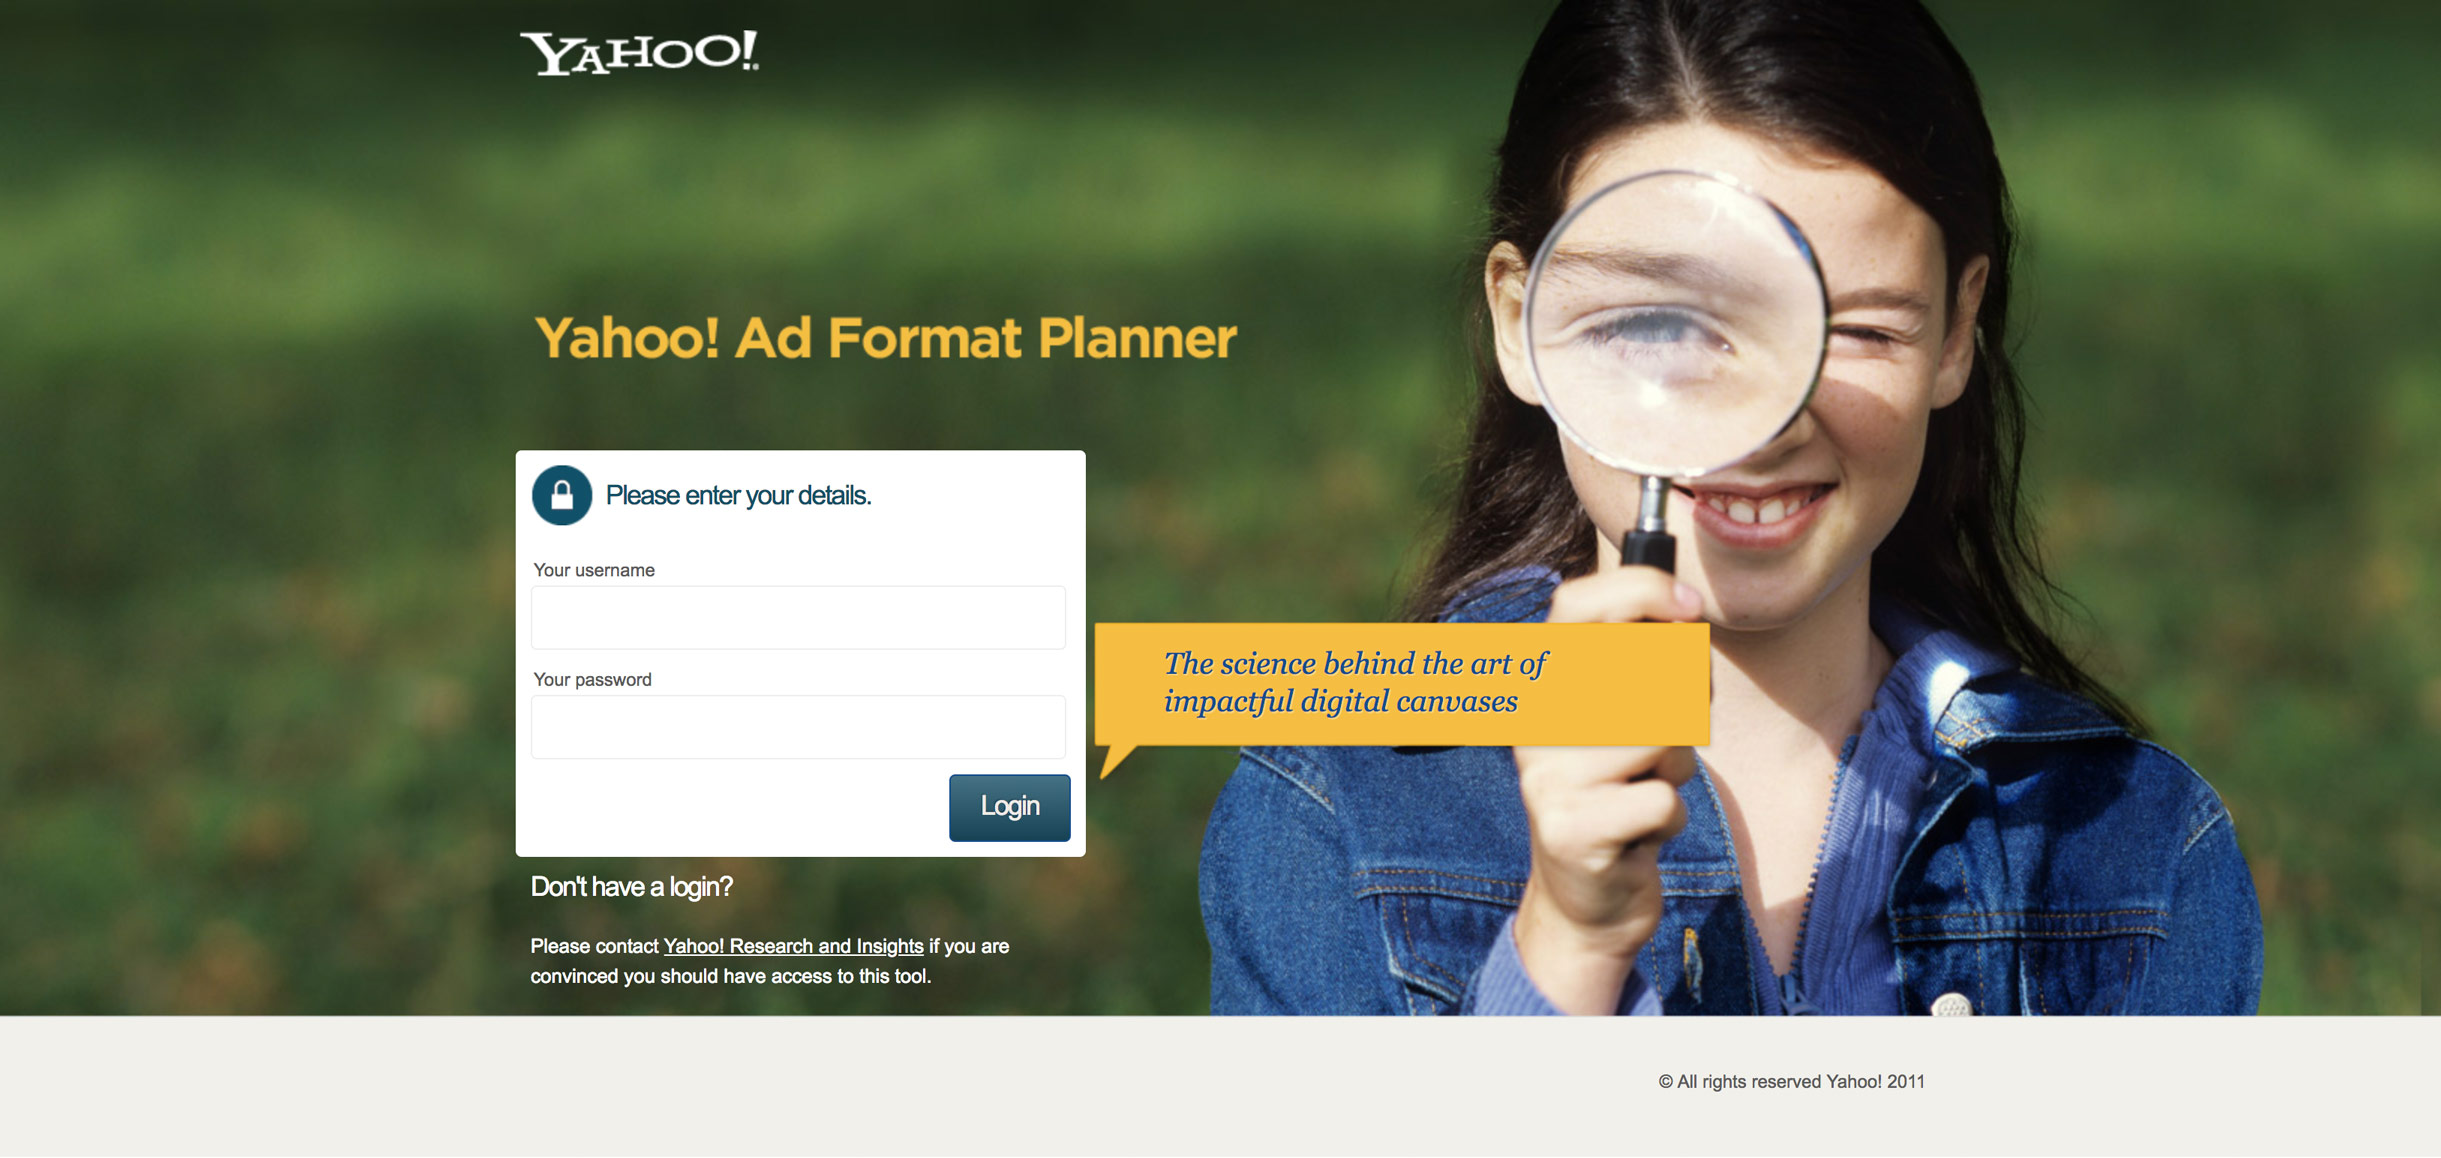 YAHOO!
Yahoo! Ad Format Planner
Please enter your details.
Your username
Your password
Login
The science behind the art of
impactful digital canvases
Don't have a login?
Please contact Yahoo! Research and Insights if you are
convinced you should have access to this tool.
© All rights reserved Yahoo! 2011